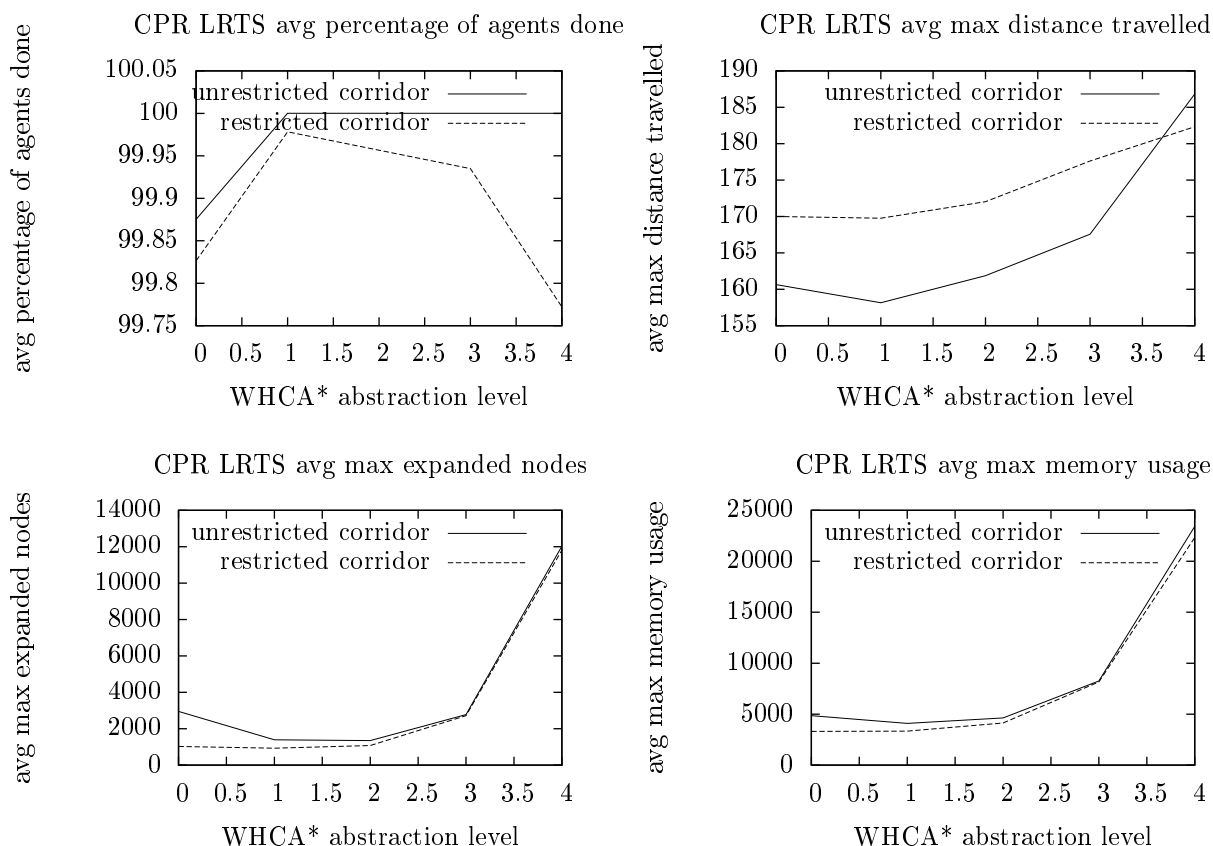 CPR LRTS avg percentage of agents done
avg percentage of agents done
100.05
100
99.95
99.9
99.85
99.8
99.75
unrestricted corridor
restricted corridor
0 0.5 1 1.5 2 2.5 3 3.5 4
WHCA* abstraction level
CPR LRTS avg max distance travelled
avg max distance travelled
190
185
180
175
170
165
160
155
unrestricted corridor
restricted corridor
0 0.5 1 1.5 2 2.5 3 3.5 4
WHCA* abstraction level
CPR LRTS avg max expanded nodes
avg max expanded nodes
14000
12000
10000
8000
6000
4000
2000
0
unrestricted corridor
restricted corridor
0 0.5 1 1.5 2 2.5 3 3.5 4
WHCA* abstraction level
CPR LRTS avg max memory usage
avg max memory usage
25000
20000
15000
10000
5000
0
unrestricted corridor
restricted corridor
0 0.5 1 1.5 2 2.5 3 3.5 4
WHCA* abstraction level